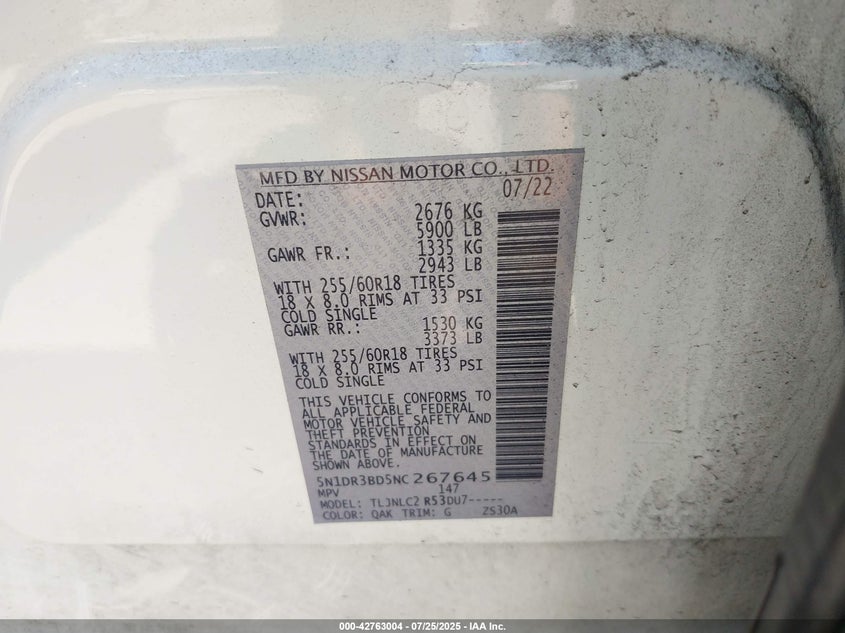 MFD BY NISSAN MOTOR CO., LTD.
DATE: 07/22
GVWR: 2676 KG
5900 LB
GAWR FR.: 1335 KG
2943 LB
WITH 255/60R18 TIRES
18 X 8.0 RIMS AT 33 PSI
COLD SINGLE
GAWR RR.: 1530 KG
3373 LB
WITH 255/60R18 TIRES
18 X 8.0 RIMS AT 33 PSI
COLD SINGLE
THIS VEHICLE CONFORMS TO
ALL APPLICABLE FEDERAL
MOTOR VEHICLE SAFETY AND
THEFT PREVENTION
STANDARDS IN EFFECT ON
THE DATE OF MANUFACTURE
SHOWN ABOVE.
5N1DR3BD5NC267645
MPV 147
MODEL: TLJNLC2 R53DU7-----
COLOR: QAK TRIM: G ZS30A
000-42763004 - 07/25/2025 - IAA Inc.